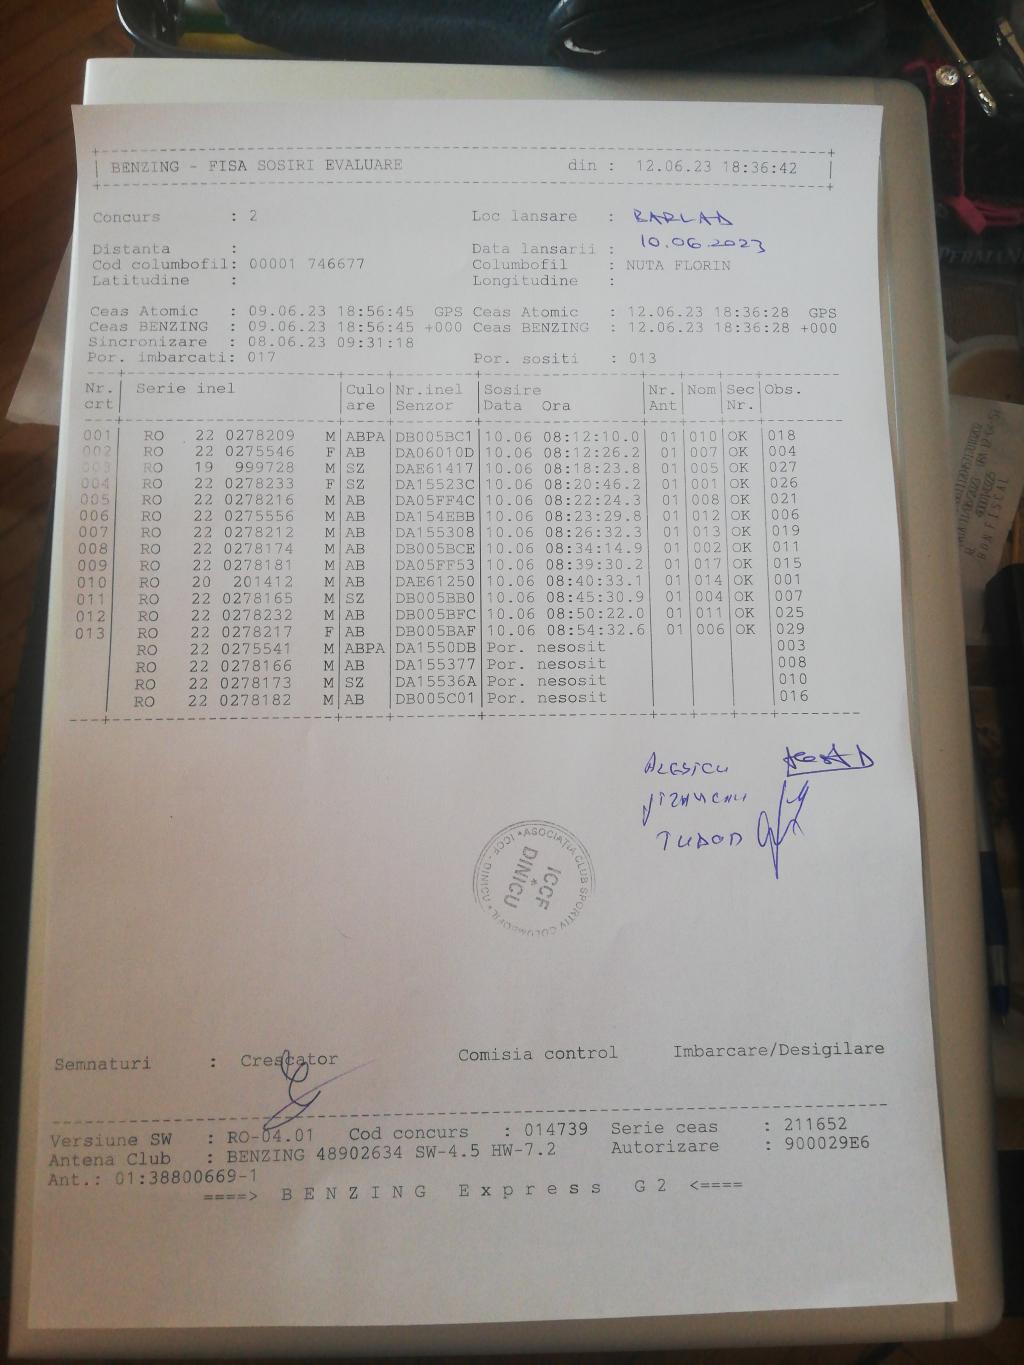 BENZING - FISA SOSIRI EVALUARE din : 12.06.23 18:36:42
Concurs : 2 Loc lansare : BARLAD
Distanta : Data lansarii : 10.06.2023
Cod columbofil: 00001 746677 Columbofil : NUTA FLORIN
Latitudine : Longitudine :
Ceas Atomic : 09.06.23 18:56:45 GPS Ceas Atomic : 12.06.23 18:36:28 GPS
Ceas BENZING : 09.06.23 18:56:45 +000 Ceas BENZING : 12.06.23 18:36:28 +000
Sincronizare : 08.06.23 09:31:18
Por. imbarcati: 017 Por. sositi : 013
Nr. Serie inel Culo Nr.inel Sosire Nr. Nom Sec Obs.
crt are Senzor Data Ora Ant Nr.
001 RO 22 0278209 M ABPA DB005BC1 10.06 08:12:10.0 01 010 OK 018
002 RO 22 0275546 F AB DA06010D 10.06 08:12:26.2 01 007 OK 004
003 RO 19 999728 M SZ DAE61417 10.06 08:18:23.8 01 005 OK 027
004 RO 22 0278233 F SZ DA15523C 10.06 08:20:46.2 01 001 OK 026
005 RO 22 0278216 M AB DA05FF4C 10.06 08:22:24.3 01 008 OK 021
006 RO 22 0275556 M AB DA154EBB 10.06 08:23:29.8 01 012 OK 006
007 RO 22 0278212 M AB DA155308 10.06 08:26:32.3 01 013 OK 019
008 RO 22 0278174 M AB DB005BCE 10.06 08:34:14.9 01 002 OK 011
009 RO 22 0278181 M AB DA05FF53 10.06 08:39:30.2 01 017 OK 015
010 RO 20 201412 M AB DAE61250 10.06 08:40:33.1 01 014 OK 001
011 RO 22 0278165 M SZ DB005BB0 10.06 08:45:30.9 01 004 OK 007
012 RO 22 0278232 M AB DB005BFC 10.06 08:50:22.0 01 011 OK 025
013 RO 22 0278217 F AB DB005BAF 10.06 08:54:32.6 01 006 OK 029
RO 22 0275541 M ABPA DA1550DB Por. nesosit 003
RO 22 0278166 M AB DA155377 Por. nesosit 008
RO 22 0278173 M SZ DA15536A Por. nesosit 010
RO 22 0278182 M AB DB005C01 Por. nesosit 016
TUDOR
ASOCIATIA CLUB SPORTIV COLUMBOFIL * ICCF - DINICU *
ICCF
*
DINICU
Semnaturi : Crescator Comisia control Imbarcare/Desigilare
Versiune SW : RO-04.01 Cod concurs : 014739 Serie ceas : 211652
Antena Club : BENZING 48902634 SW-4.5 HW-7.2 Autorizare : 900029E6
Ant.: 01:38800669-1
====> BENZING Express G2 <====
BON FISCAL